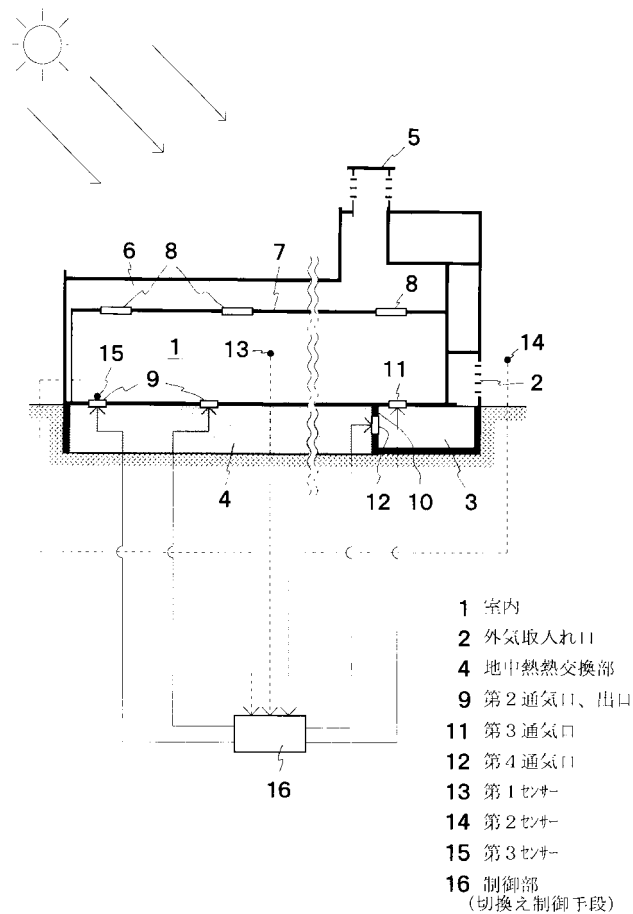 5
6
8
7
8
14
15
1
13
9
11
2
4
12
10
3
16
1 室内
2 外気取入れ口
4 地中熱熱交換部
9 第2通気口、出口
11 第3通気口
12 第4通気口
13 第1センサー
14 第2センサー
15 第3センサー
16 制御部
(切換え制御手段)